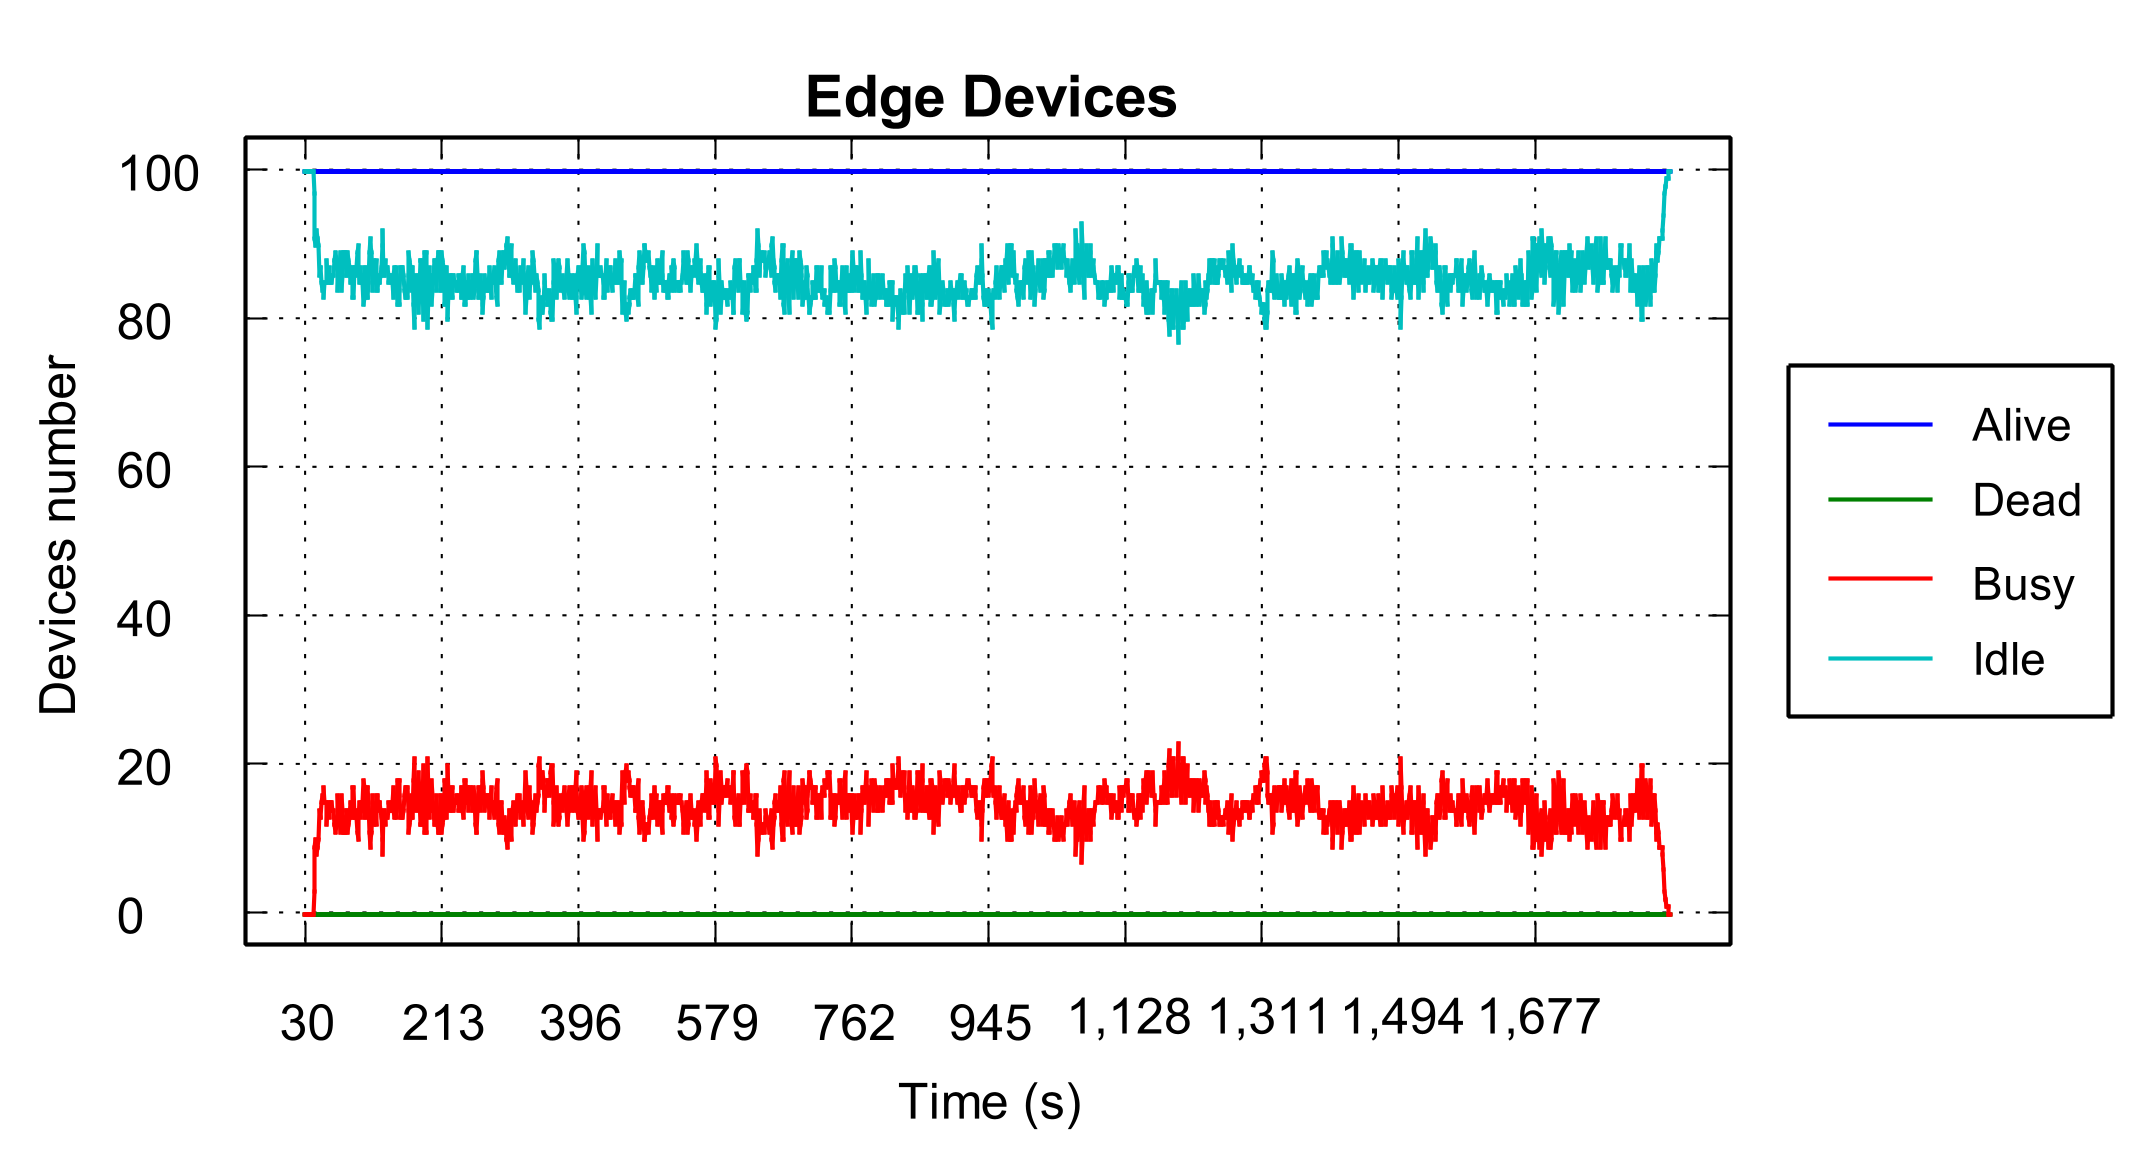 Edge Devices
100
80
60
40
20
0
Devices number
30 213 396 579 762 945 1,128 1,311 1,494 1,677
Time (s)
Alive
Dead
Busy
Idle